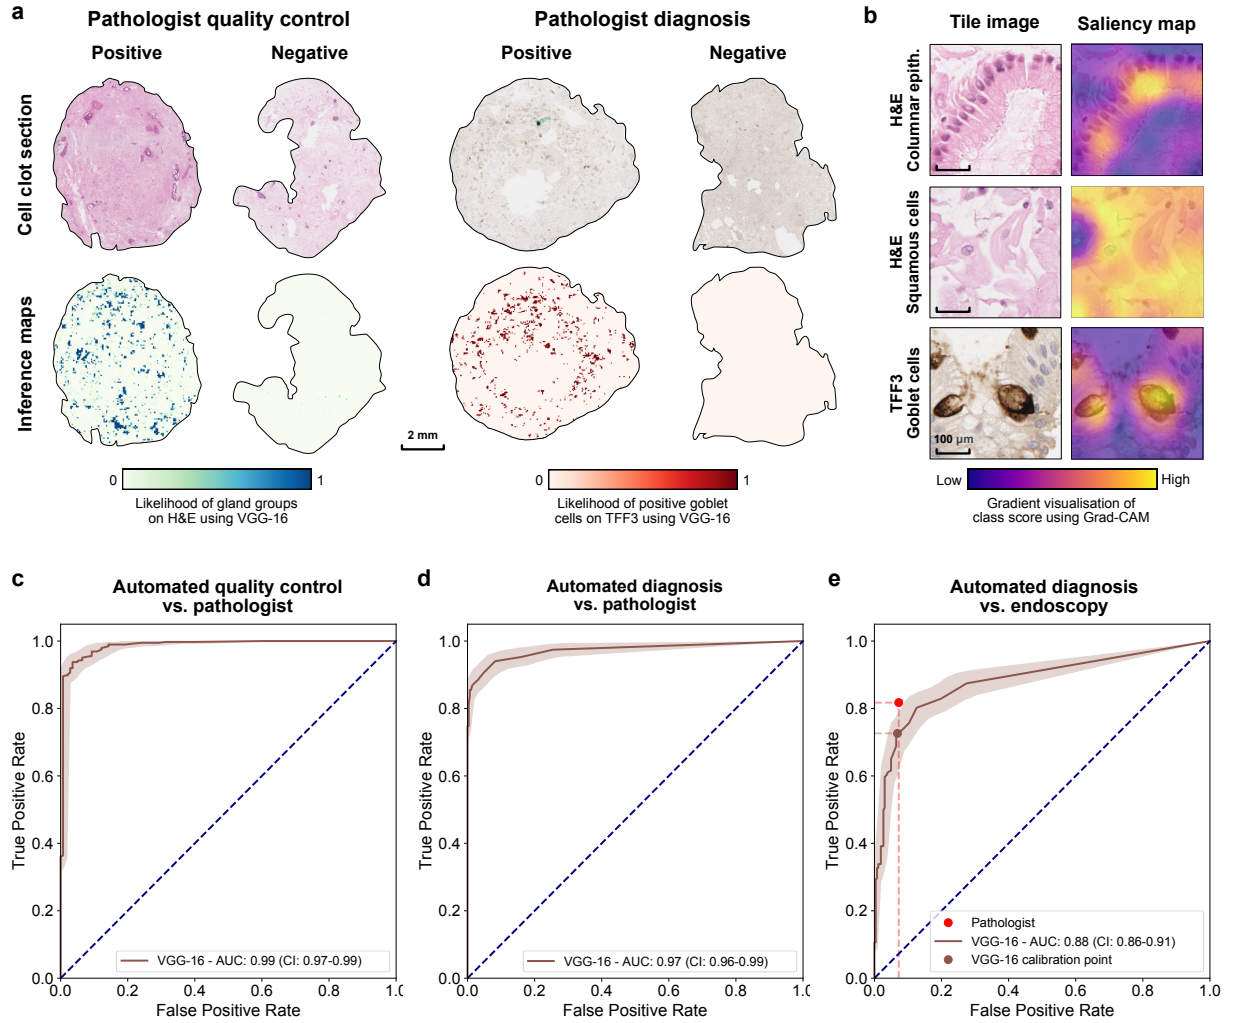 a
Pathologist quality control
Pathologist diagnosis
Positive
Negative
Positive
Negative
Cell clot section
Inference maps
2 mm
0
1
Likelihood of gland groups
on H&E using VGG-16
0
1
Likelihood of positive goblet
cells on TFF3 using VGG-16
b
Tile image
Saliency map
H&E
Columnar epith.
H&E
Squamous cells
TFF3
Goblet cells
100 µm
Low
High
Gradient visualisation of
class score using Grad-CAM
c
Automated quality control
vs. pathologist
True Positive Rate
1.0
0.8
0.6
0.4
0.2
0.0
VGG-16 - AUC: 0.99 (CI: 0.97-0.99)
0.0
0.2
0.4
0.6
0.8
1.0
False Positive Rate
d
Automated diagnosis
vs. pathologist
True Positive Rate
1.0
0.8
0.6
0.4
0.2
0.0
VGG-16 - AUC: 0.97 (CI: 0.96-0.99)
0.0
0.2
0.4
0.6
0.8
1.0
False Positive Rate
e
Automated diagnosis
vs. endoscopy
True Positive Rate
1.0
0.8
0.6
0.4
0.2
0.0
Pathologist
VGG-16 - AUC: 0.88 (CI: 0.86-0.91)
VGG-16 calibration point
0.0
0.2
0.4
0.6
0.8
1.0
False Positive Rate